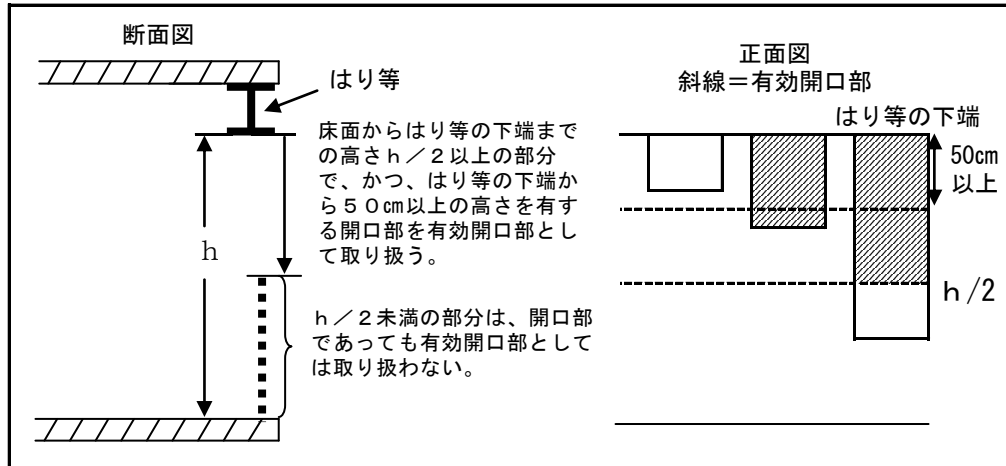 断面図
はり等
床面からはり等の下端まで
の高さｈ／２以上の部分
で、かつ、はり等の下端か
ら５０㎝以上の高さを有す
る開口部を有効開口部とし
て取り扱う。
h
ｈ／２未満の部分は、開口部
であっても有効開口部として
は取り扱わない。
正面図
斜線＝有効開口部
はり等の下端
50㎝
以上
ｈ/2